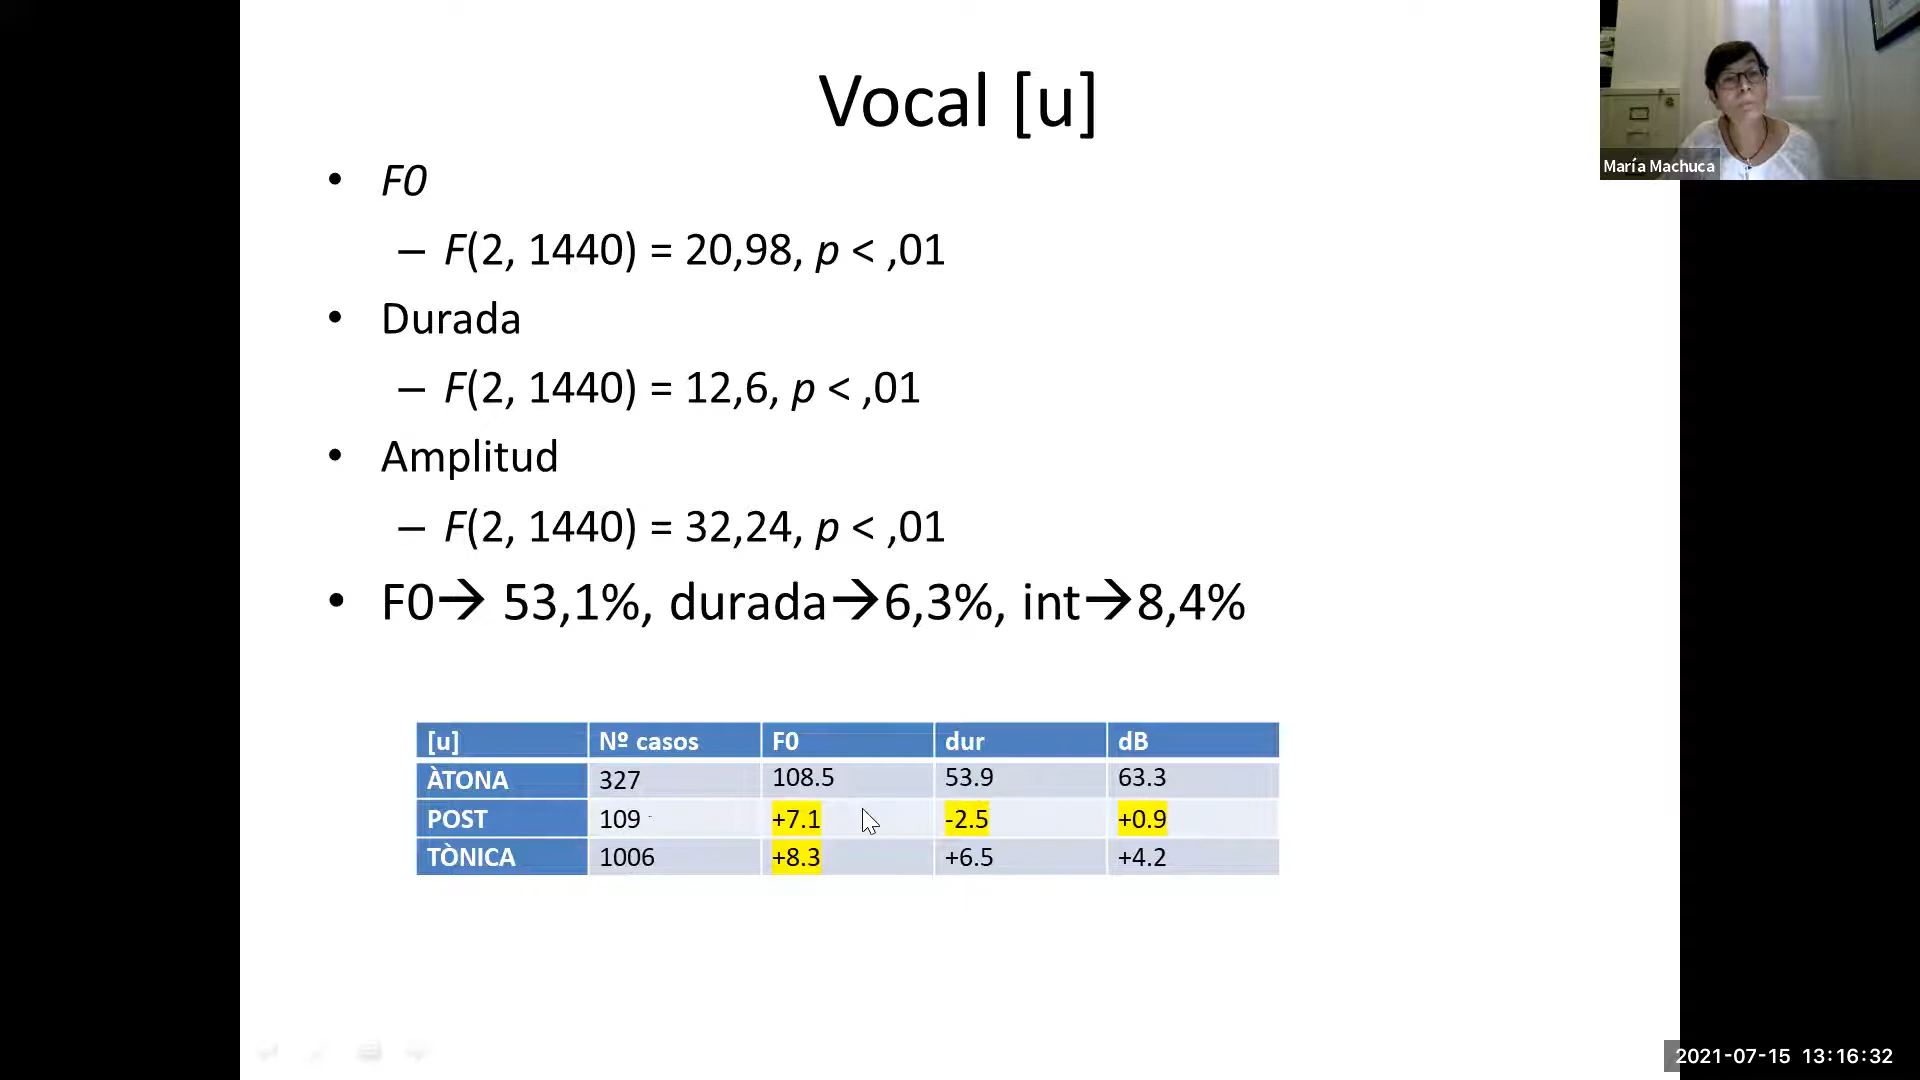 Vocal [u]
• F0
– F(2, 1440) = 20,98, p < ,01
• Durada
– F(2, 1440) = 12,6, p < ,01
• Amplitud
– F(2, 1440) = 32,24, p < ,01
• F0→ 53,1%, durada→6,3%, int→8,4%
[u] Nº casos F0 dur dB
ÀTONA 327 108.5 53.9 63.3
POST 109 +7.1 -2.5 +0.9
TÒNICA 1006 +8.3 +6.5 +4.2
María Machuca
2021-07-15 13:16:32